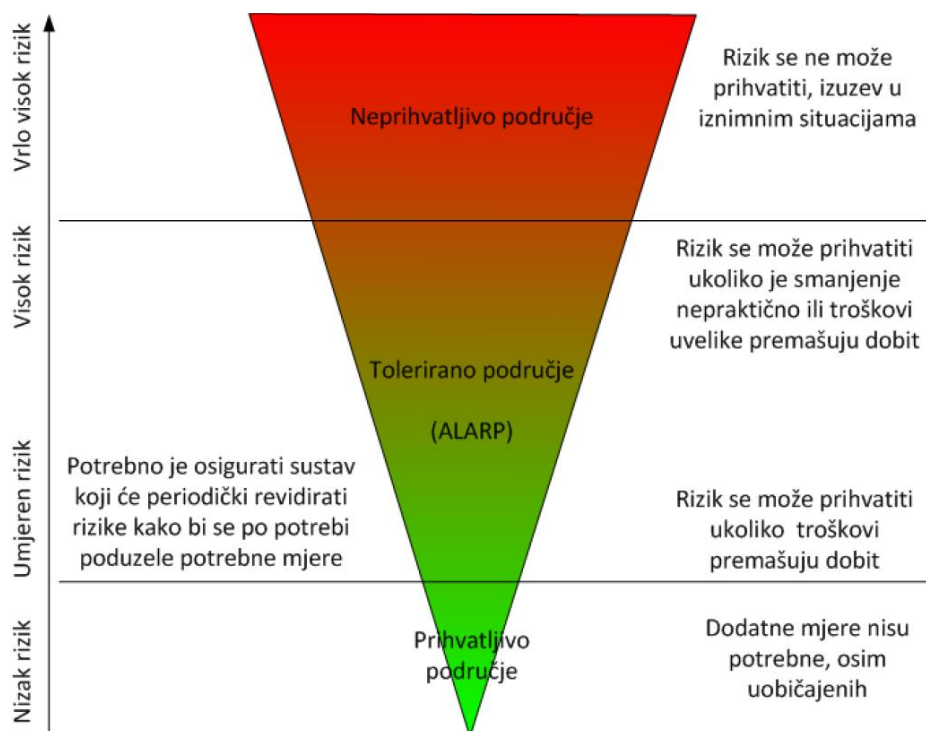 Vrlo visok rizik
Neprihvatljivo područje
Rizik se ne može
prihvatiti, izuzev u
iznimnim situacijama
Visok rizik
Rizik se može prihvatiti
ukoliko je smanjenje
nepraktično ili troškovi
uvelike premašuju dobit
Tolerirano područje
(ALARP)
Umjeren rizik
Potrebno je osigurati sustav
koji će periodički revidirati
rizike kako bi se po potrebi
poduzele potrebne mjere
Rizik se može prihvatiti
ukoliko troškovi
premašuju dobit
Nizak rizik
Prihvatljivo
područje
Dodatne mjere nisu
potrebne, osim
uobičajenih